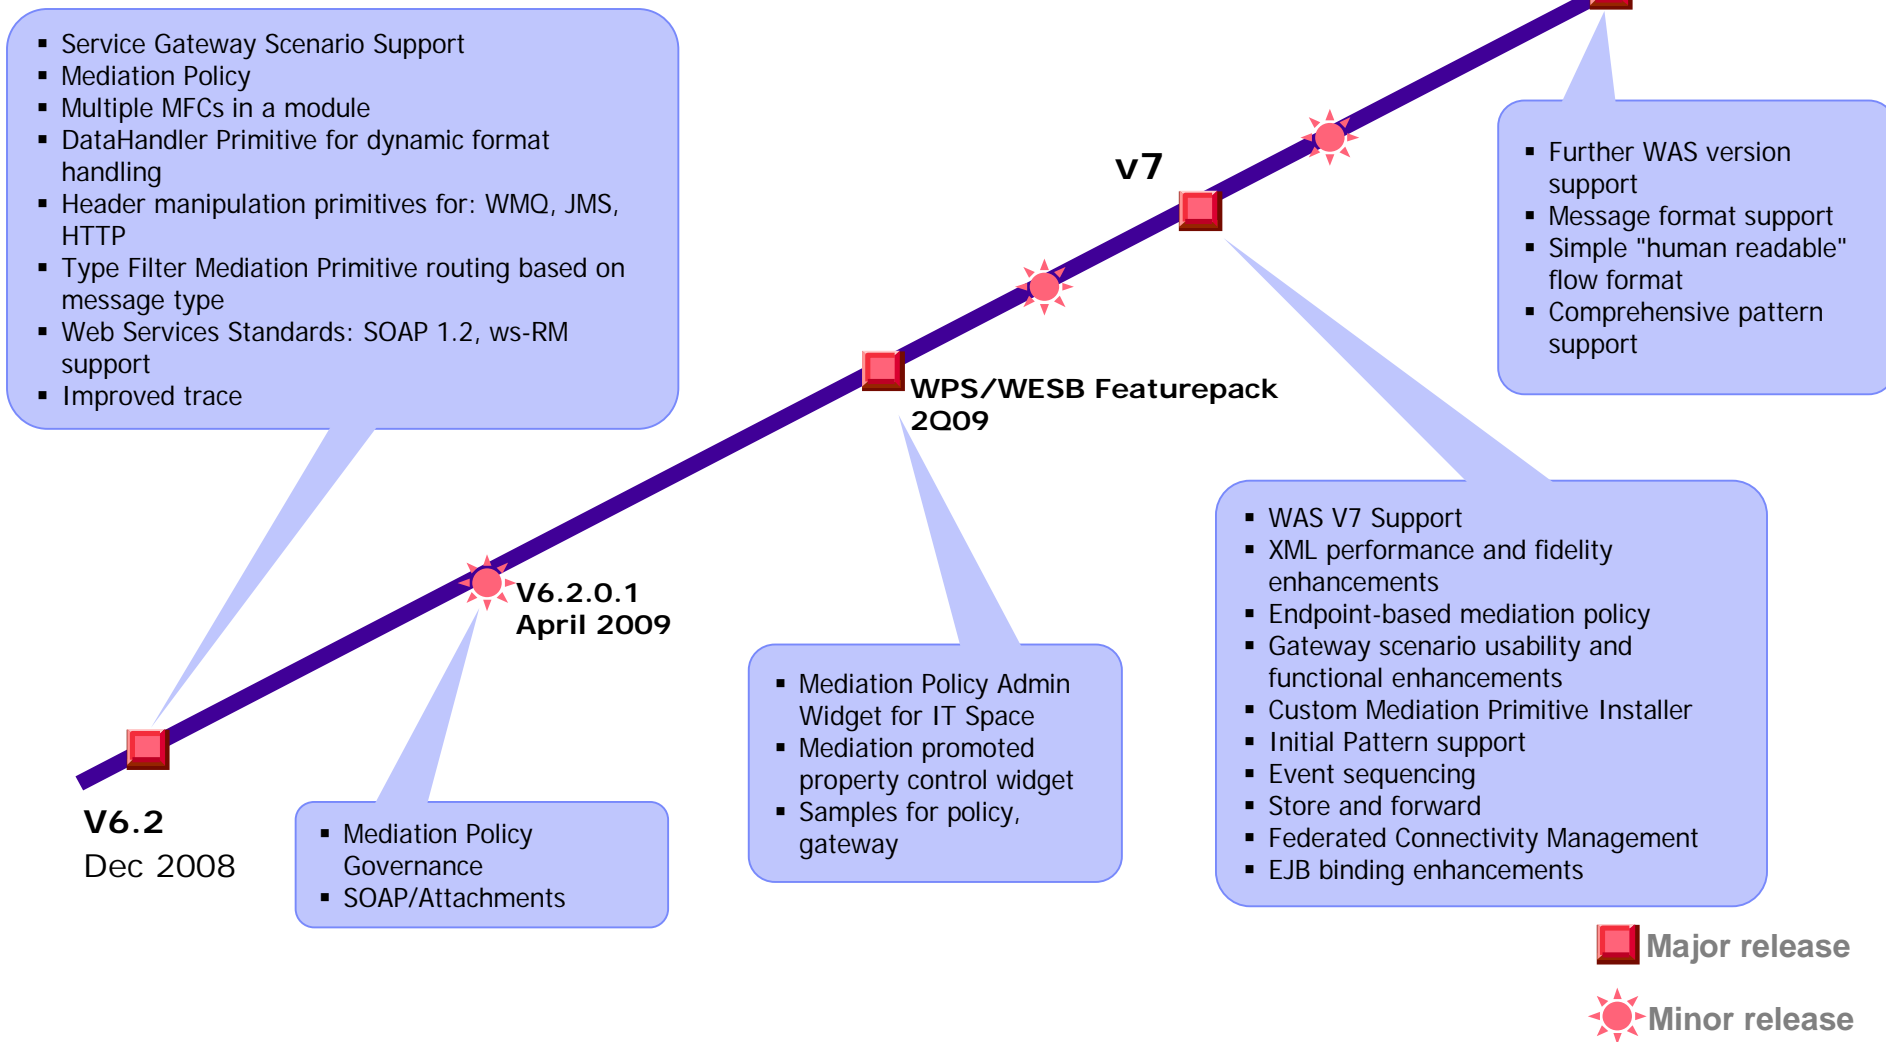 ▪ Service Gateway Scenario Support
▪ Mediation Policy
▪ Multiple MFCs in a module
▪ DataHandler Primitive for dynamic format
handling
▪ Header manipulation primitives for: WMQ, JMS,
HTTP
▪ Type Filter Mediation Primitive routing based on
message type
▪ Web Services Standards: SOAP 1.2, ws-RM
support
▪ Improved trace
V6.2
Dec 2008
V6.2.0.1
April 2009
▪ Mediation Policy
Governance
▪ SOAP/Attachments
WPS/WESB Featurepack
2Q09
▪ Mediation Policy Admin
Widget for IT Space
▪ Mediation promoted
property control widget
▪ Samples for policy,
gateway
v7
▪ WAS V7 Support
▪ XML performance and fidelity
enhancements
▪ Endpoint-based mediation policy
▪ Gateway scenario usability and
functional enhancements
▪ Custom Mediation Primitive Installer
▪ Initial Pattern support
▪ Event sequencing
▪ Store and forward
▪ Federated Connectivity Management
▪ EJB binding enhancements
▪ Further WAS version
support
▪ Message format support
▪ Simple "human readable"
flow format
▪ Comprehensive pattern
support
Major release
Minor release